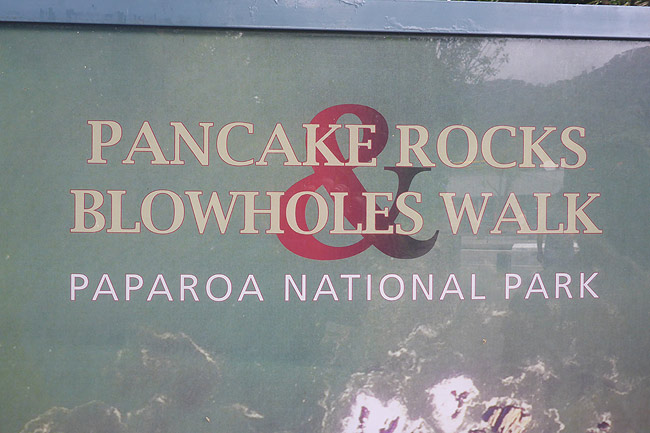 PANCAKE ROCKS
& BLOWHOLES WALK
PAPAROA NATIONAL PARK